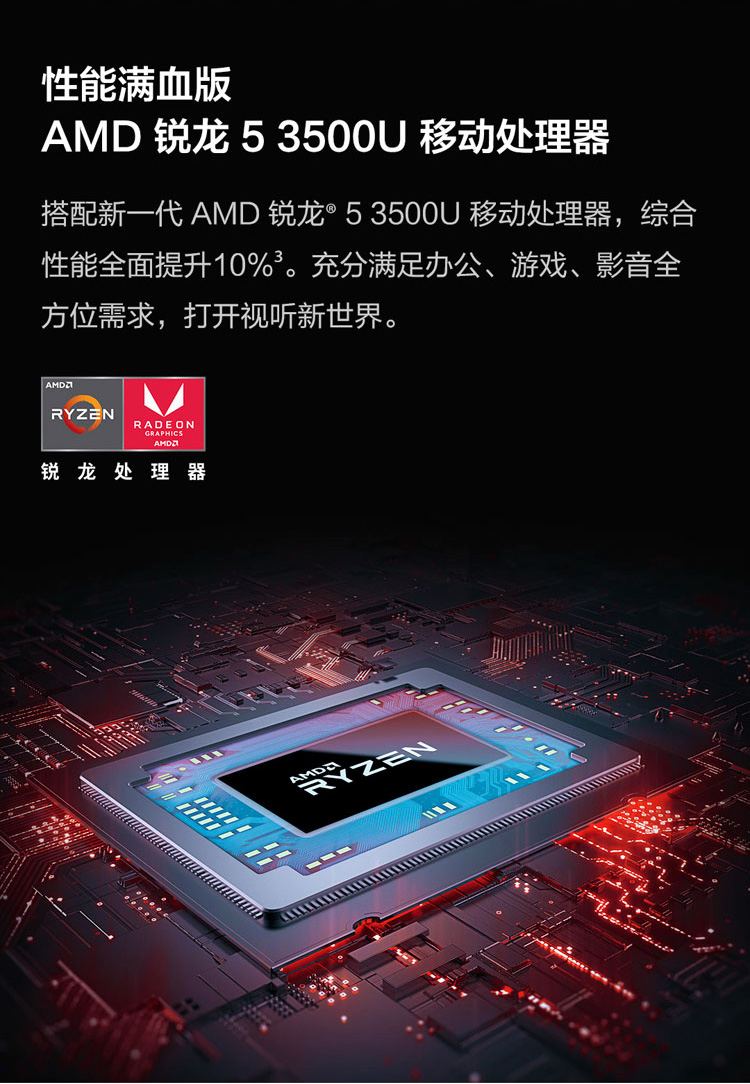 性能满血版
AMD 锐龙 5 3500U 移动处理器
搭配新一代 AMD 锐龙® 5 3500U 移动处理器，综合
性能全面提升10%³。充分满足办公、游戏、影音全
方位需求，打开视听新世界。
AMD
RYZEN
RADEON
GRAPHICS
AMD
锐龙处理器
AMD
RYZEN